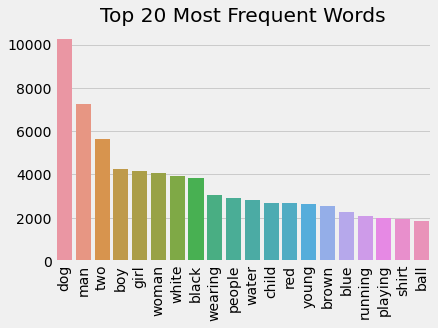 Top 20 Most Frequent Words
10000
8000
6000
4000
2000
0
dog
man
two
boy
girl
woman
white
black
wearing
people
water
child
red
young
brown
blue
running
playing
shirt
ball